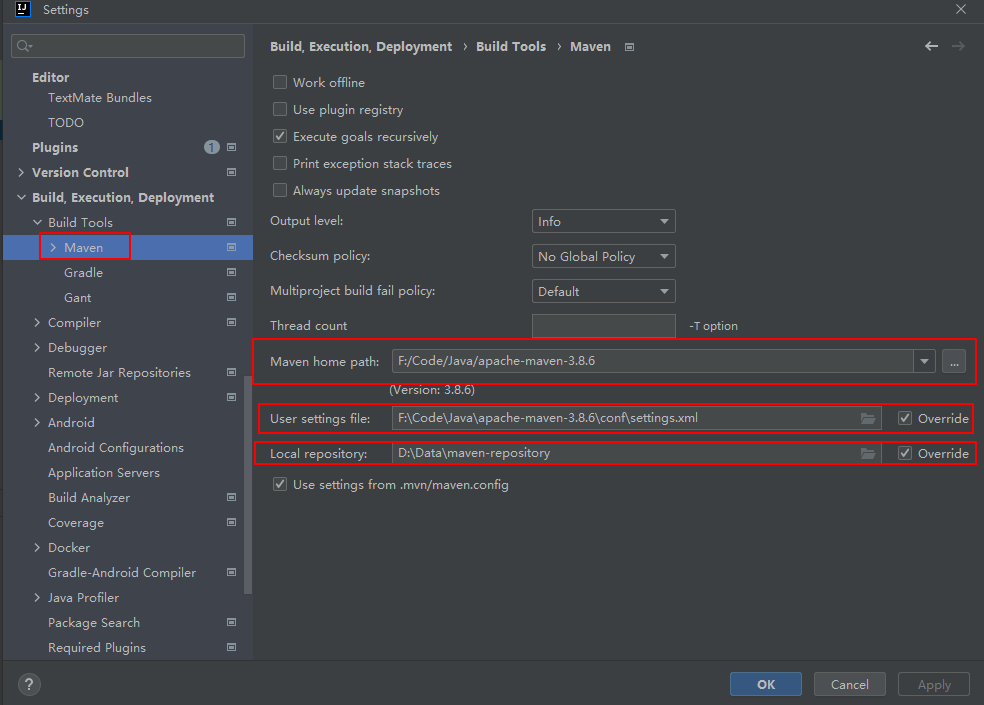 IJ Settings
Build, Execution, Deployment › Build Tools › Maven
Editor
TextMate Bundles
TODO
Plugins 1
Version Control
Build, Execution, Deployment
Build Tools
Maven
Gradle
Gant
Compiler
Debugger
Remote Jar Repositories
Deployment
Android
Android Configurations
Application Servers
Build Analyzer
Coverage
Docker
Gradle-Android Compiler
Java Profiler
Package Search
Required Plugins
Work offline
Use plugin registry
Execute goals recursively
Print exception stack traces
Always update snapshots
Output level: Info
Checksum policy: No Global Policy
Multiproject build fail policy: Default
Thread count -T option
Maven home path: F:/Code/Java/apache-maven-3.8.6 ...
(Version: 3.8.6)
User settings file: F:\Code\Java\apache-maven-3.8.6\conf\settings.xml Override
Local repository: D:\Data\maven-repository Override
Use settings from .mvn/maven.config
? OK Cancel Apply